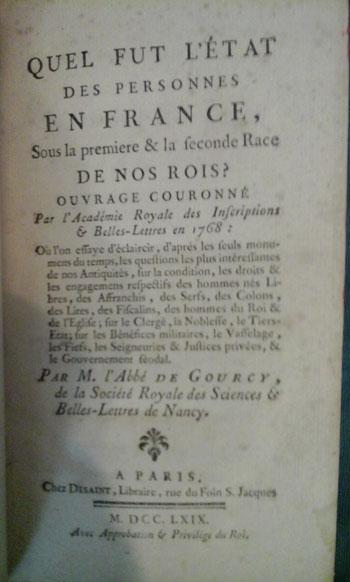 QUEL FUT L'ÉTAT
DES PERSONNES
EN FRANCE,
Sous la premiere & la seconde Race
DE NOS ROIS?
OUVRAGE COURONNÉ
Par l'Académie Royale des Inscriptions
& Belles-Lettres en 1768:
Où l'on essaye d'éclaircir, d'après les seuls monu-
mens du temps, les questions les plus intéressantes
de nos Antiquités, sur la condition, les droits &
les engagemens respectifs des hommes nés Li-
bres, des Affranchis, des Serfs, des Colons,
des Lites, des Fiscalins, des hommes du Roi &
de l'Eglise; sur le Clergé, la Noblesse, le Tiers-
Etat; sur les Bénéfices militaires, le Vasselage,
les Fiefs, les Seigneuries & Justices privées, &
le Gouvernement féodal.
PAR M. l'Abbé DE GOURCY,
de la Société Royale des Sciences &
Belles-Lettres de Nancy.
A PARIS,
Chez DESAINT, Libraire, rue du Foin S. Jacques
M. DCC. LXIX.
Avec Approbation & Privilége du Roi.